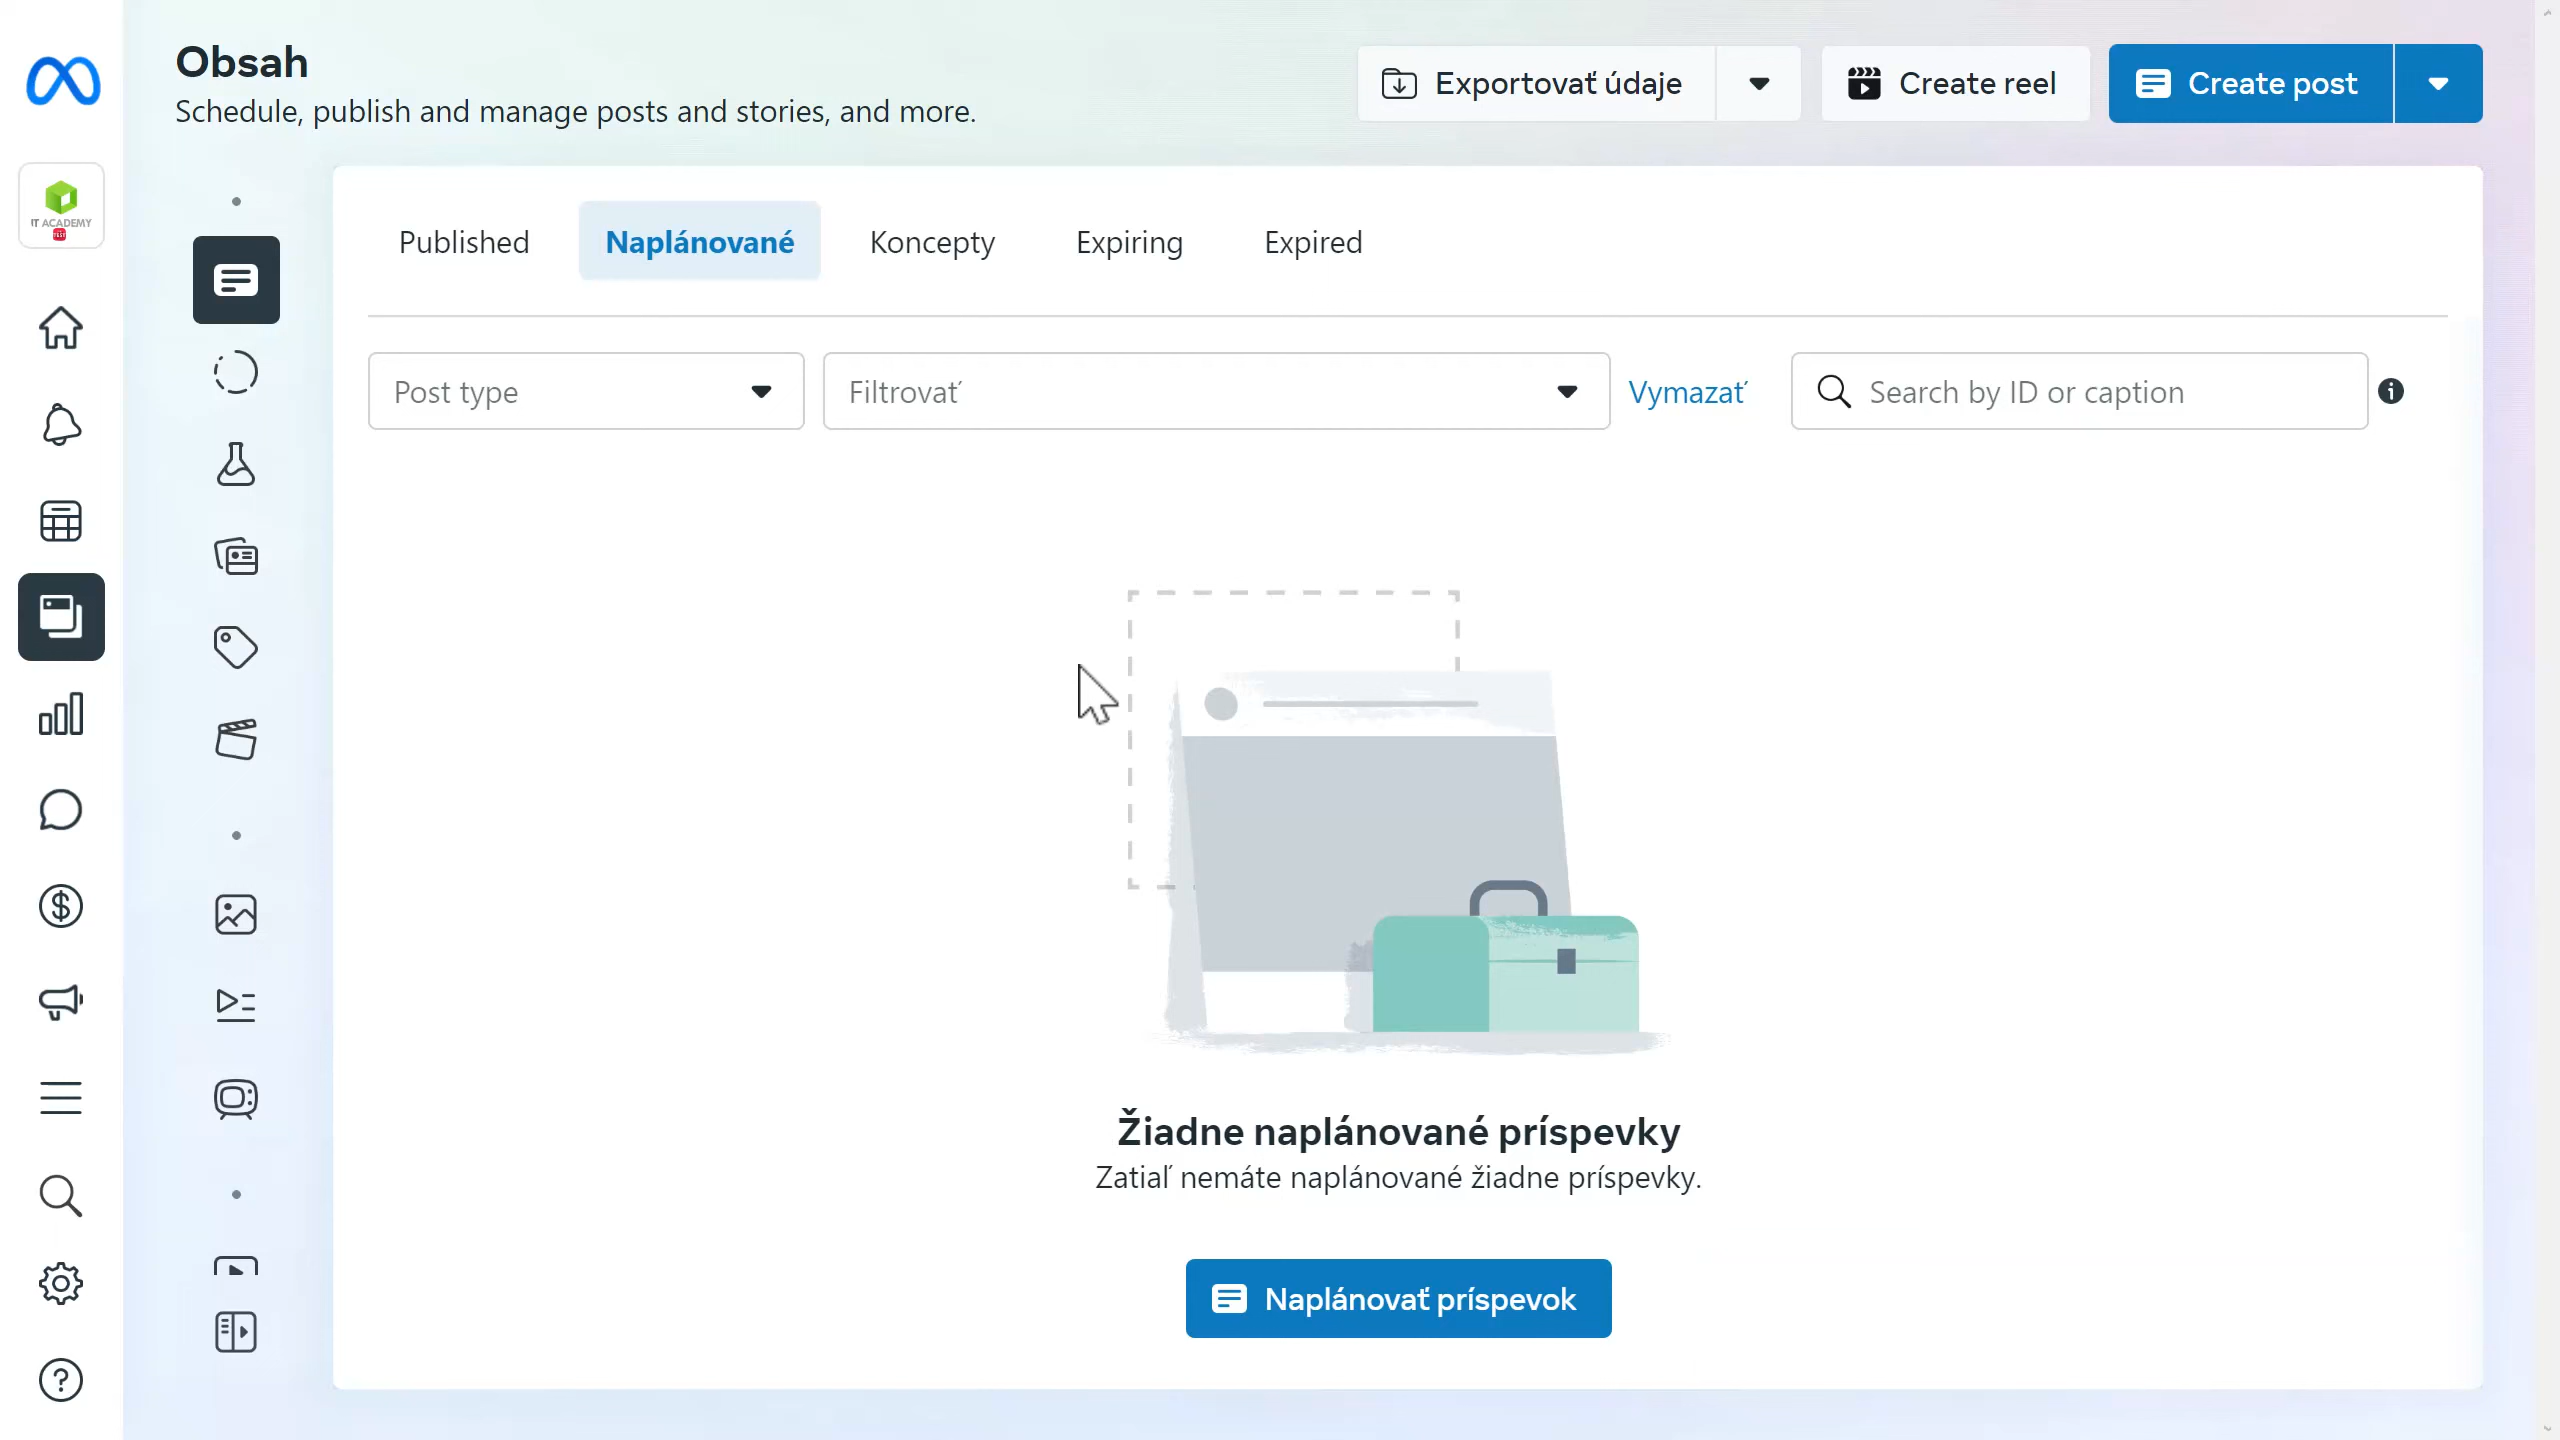 Obsah
Schedule, publish and manage posts and stories, and more.
Exportovať údaje
Create reel
Create post
IT ACADEMY
TEST
Published
Naplánované
Koncepty
Expiring
Expired
Post type
Filtrovať
Vymazať
Search by ID or caption
Žiadne naplánované príspevky
Zatiaľ nemáte naplánované žiadne príspevky.
Naplánovať príspevok